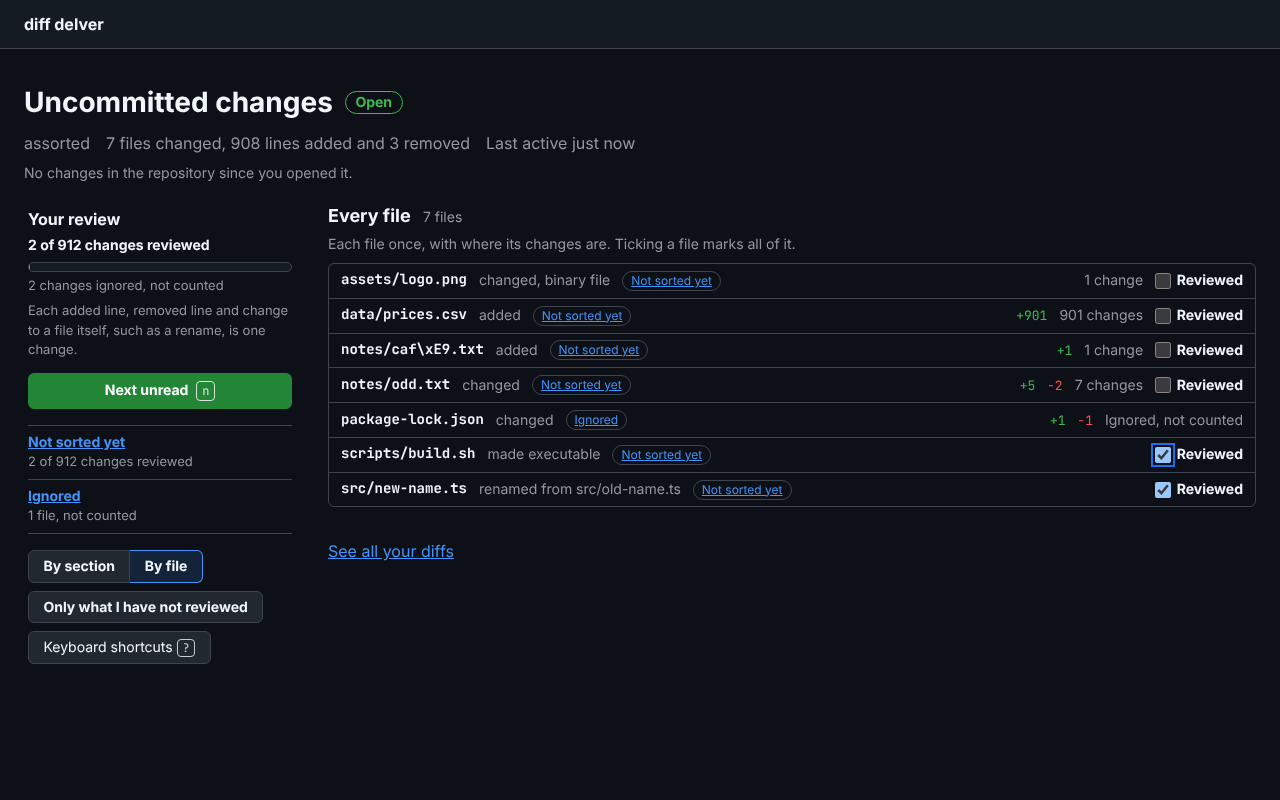 diff delver
Uncommitted changes Open
assorted 7 files changed, 908 lines added and 3 removed Last active just now
No changes in the repository since you opened it.
Your review
2 of 912 changes reviewed
2 changes ignored, not counted
Each added line, removed line and change
to a file itself, such as a rename, is one
change.
Next unread n
Not sorted yet
2 of 912 changes reviewed
Ignored
1 file, not counted
By section By file
Only what I have not reviewed
Keyboard shortcuts ?
Every file 7 files
Each file once, with where its changes are. Ticking a file marks all of it.
assets/logo.png changed, binary file Not sorted yet 1 change Reviewed
data/prices.csv added Not sorted yet +901 901 changes Reviewed
notes/caf\xE9.txt added Not sorted yet +1 1 change Reviewed
notes/odd.txt changed Not sorted yet +5 -2 7 changes Reviewed
package-lock.json changed Ignored +1 -1 Ignored, not counted
scripts/build.sh made executable Not sorted yet Reviewed
src/new-name.ts renamed from src/old-name.ts Not sorted yet Reviewed
See all your diffs